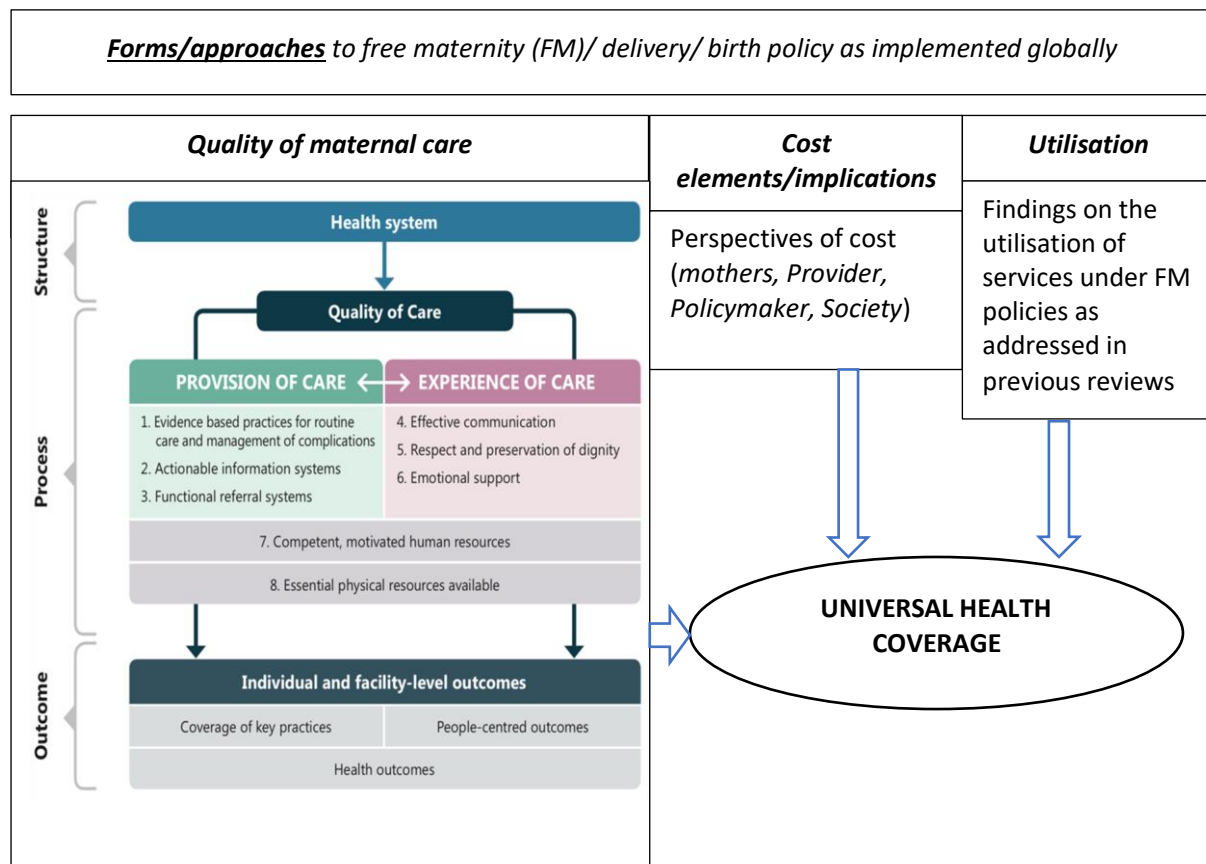 Forms/approaches to free maternity (FM)/ delivery/ birth policy as implemented globally
Quality of maternal care
Structure
Health system
Quality of Care
Process
PROVISION OF CARE
EXPERIENCE OF CARE
1. Evidence based practices for routine
care and management of complications
2. Actionable information systems
3. Functional referral systems
4. Effective communication
5. Respect and preservation of dignity
6. Emotional support
7. Competent, motivated human resources
8. Essential physical resources available
Outcome
Individual and facility-level outcomes
Coverage of key practices
People-centred outcomes
Health outcomes
Cost
elements/implications
Perspectives of cost
(mothers, Provider,
Policymaker, Society)
Utilisation
Findings on the
utilisation of
services under FM
policies as
addressed in
previous reviews
UNIVERSAL HEALTH
COVERAGE